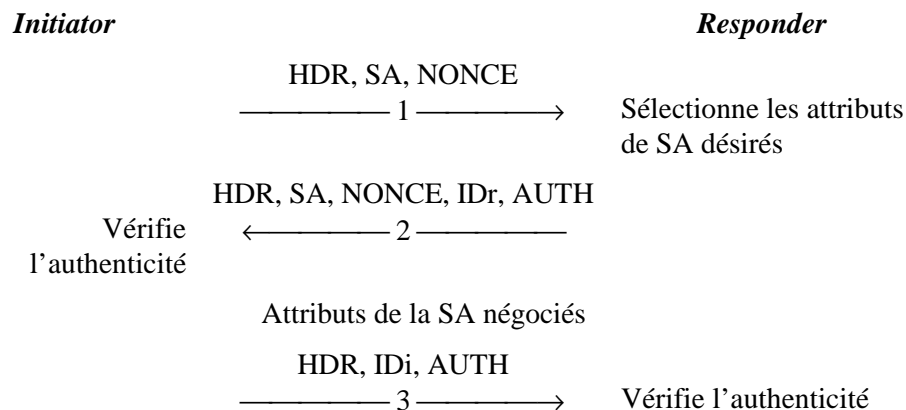 Initiator Responder
HDR, SA, NONCE
1
Sélectionne les attributs
de SA désirés
HDR, SA, NONCE, IDr, AUTH
Vérifie
l’authenticité
2
Attributs de la SA négociés
HDR, IDi, AUTH
3
Vérifie l’authenticité